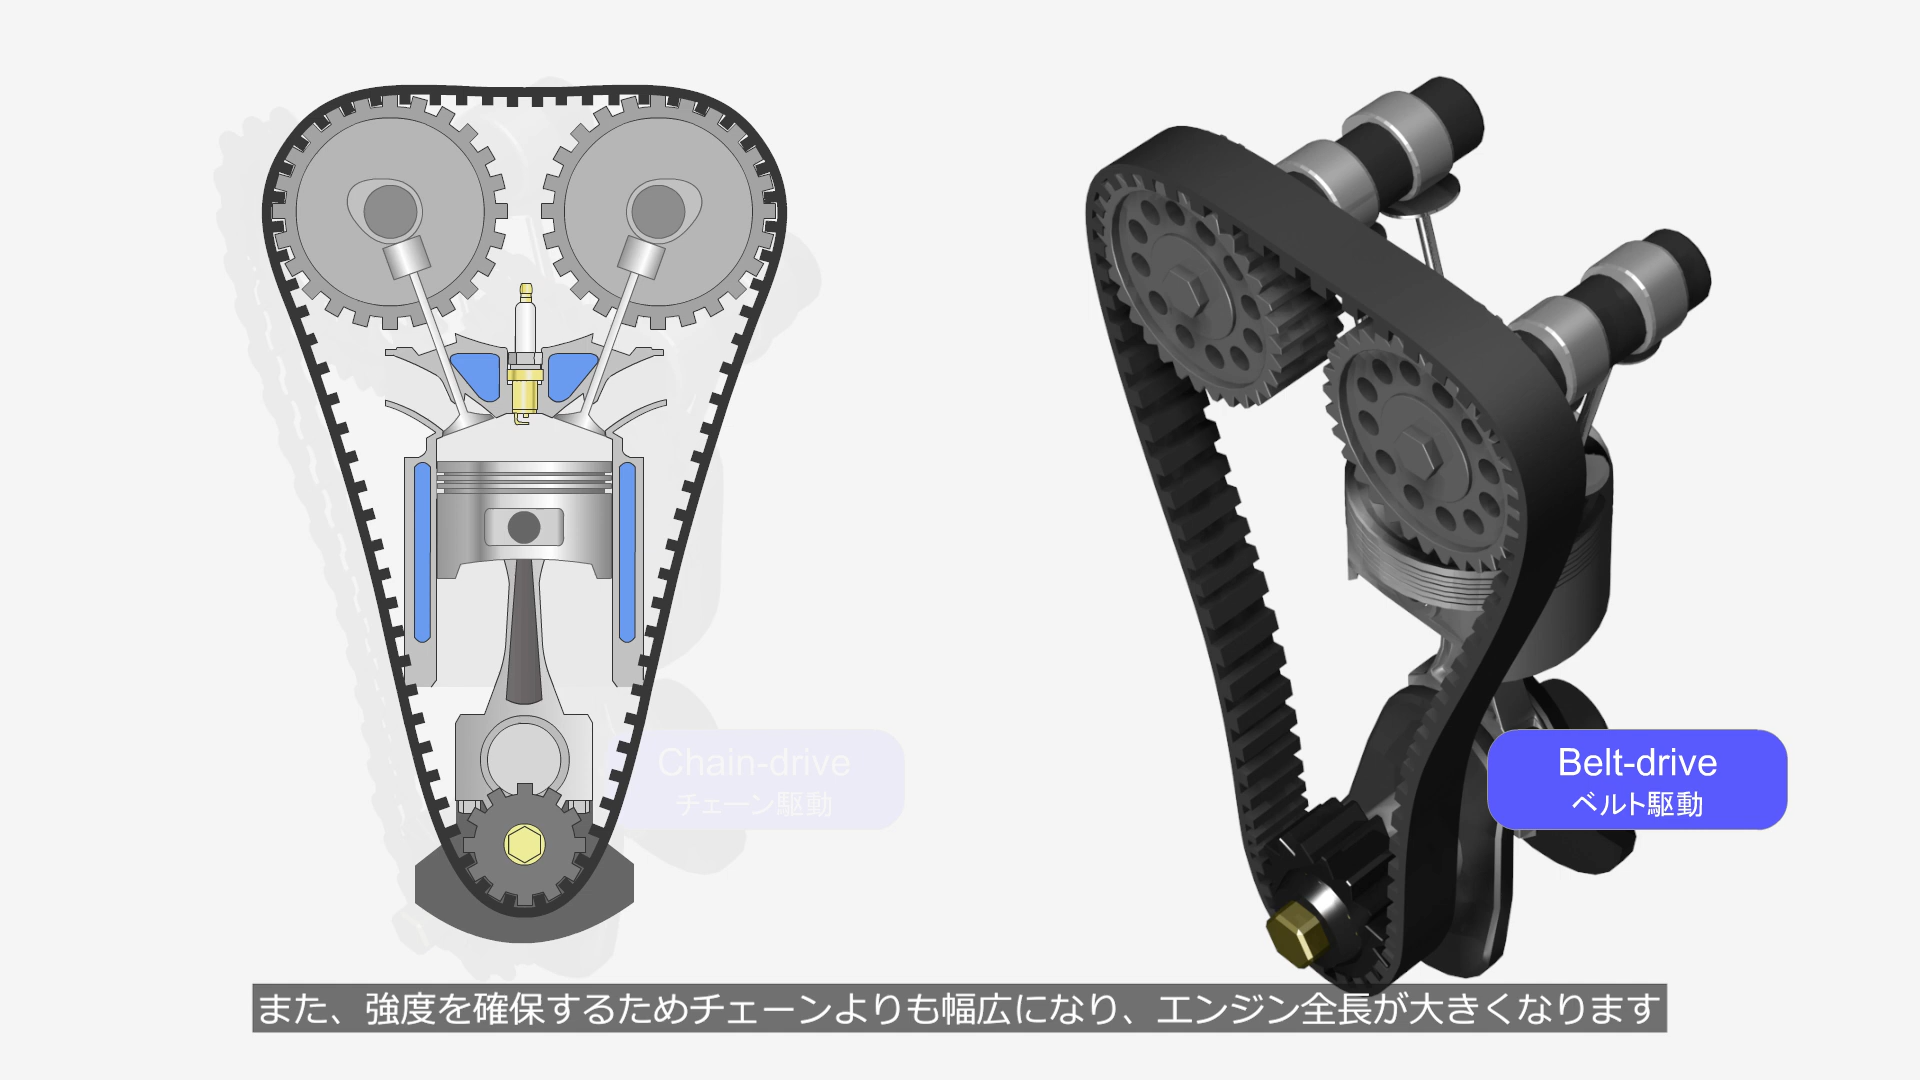 Chain-drive
チェーン駆動
Belt-drive
ベルト駆動
また、強度を確保するためチェーンよりも幅広になり、エンジン全長が大きくなります